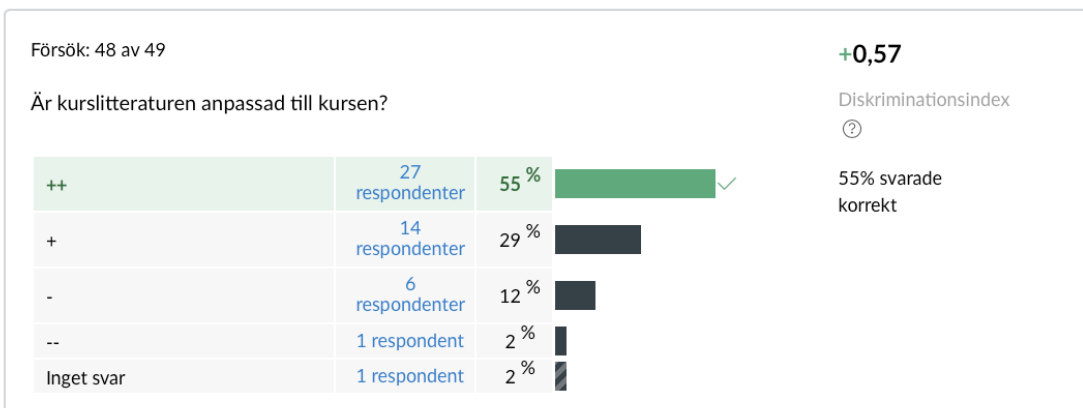 Försök: 48 av 49
+0,57
Är kurslitteraturen anpassad till kursen?
Diskriminationsindex
?
++ 27 respondenter 55 %
55% svarade
korrekt
+ 14 respondenter 29 %
- 6 respondenter 12 %
-- 1 respondent 2 %
Inget svar 1 respondent 2 %